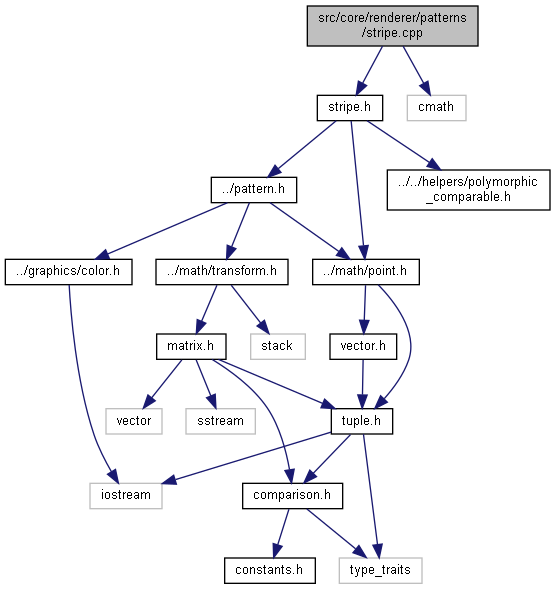 src/core/renderer/patterns
/stripe.cpp
stripe.h
cmath
../pattern.h
../../helpers/polymorphic
_comparable.h
../graphics/color.h
../math/transform.h
../math/point.h
matrix.h
stack
vector.h
vector
sstream
tuple.h
iostream
comparison.h
constants.h
type_traits